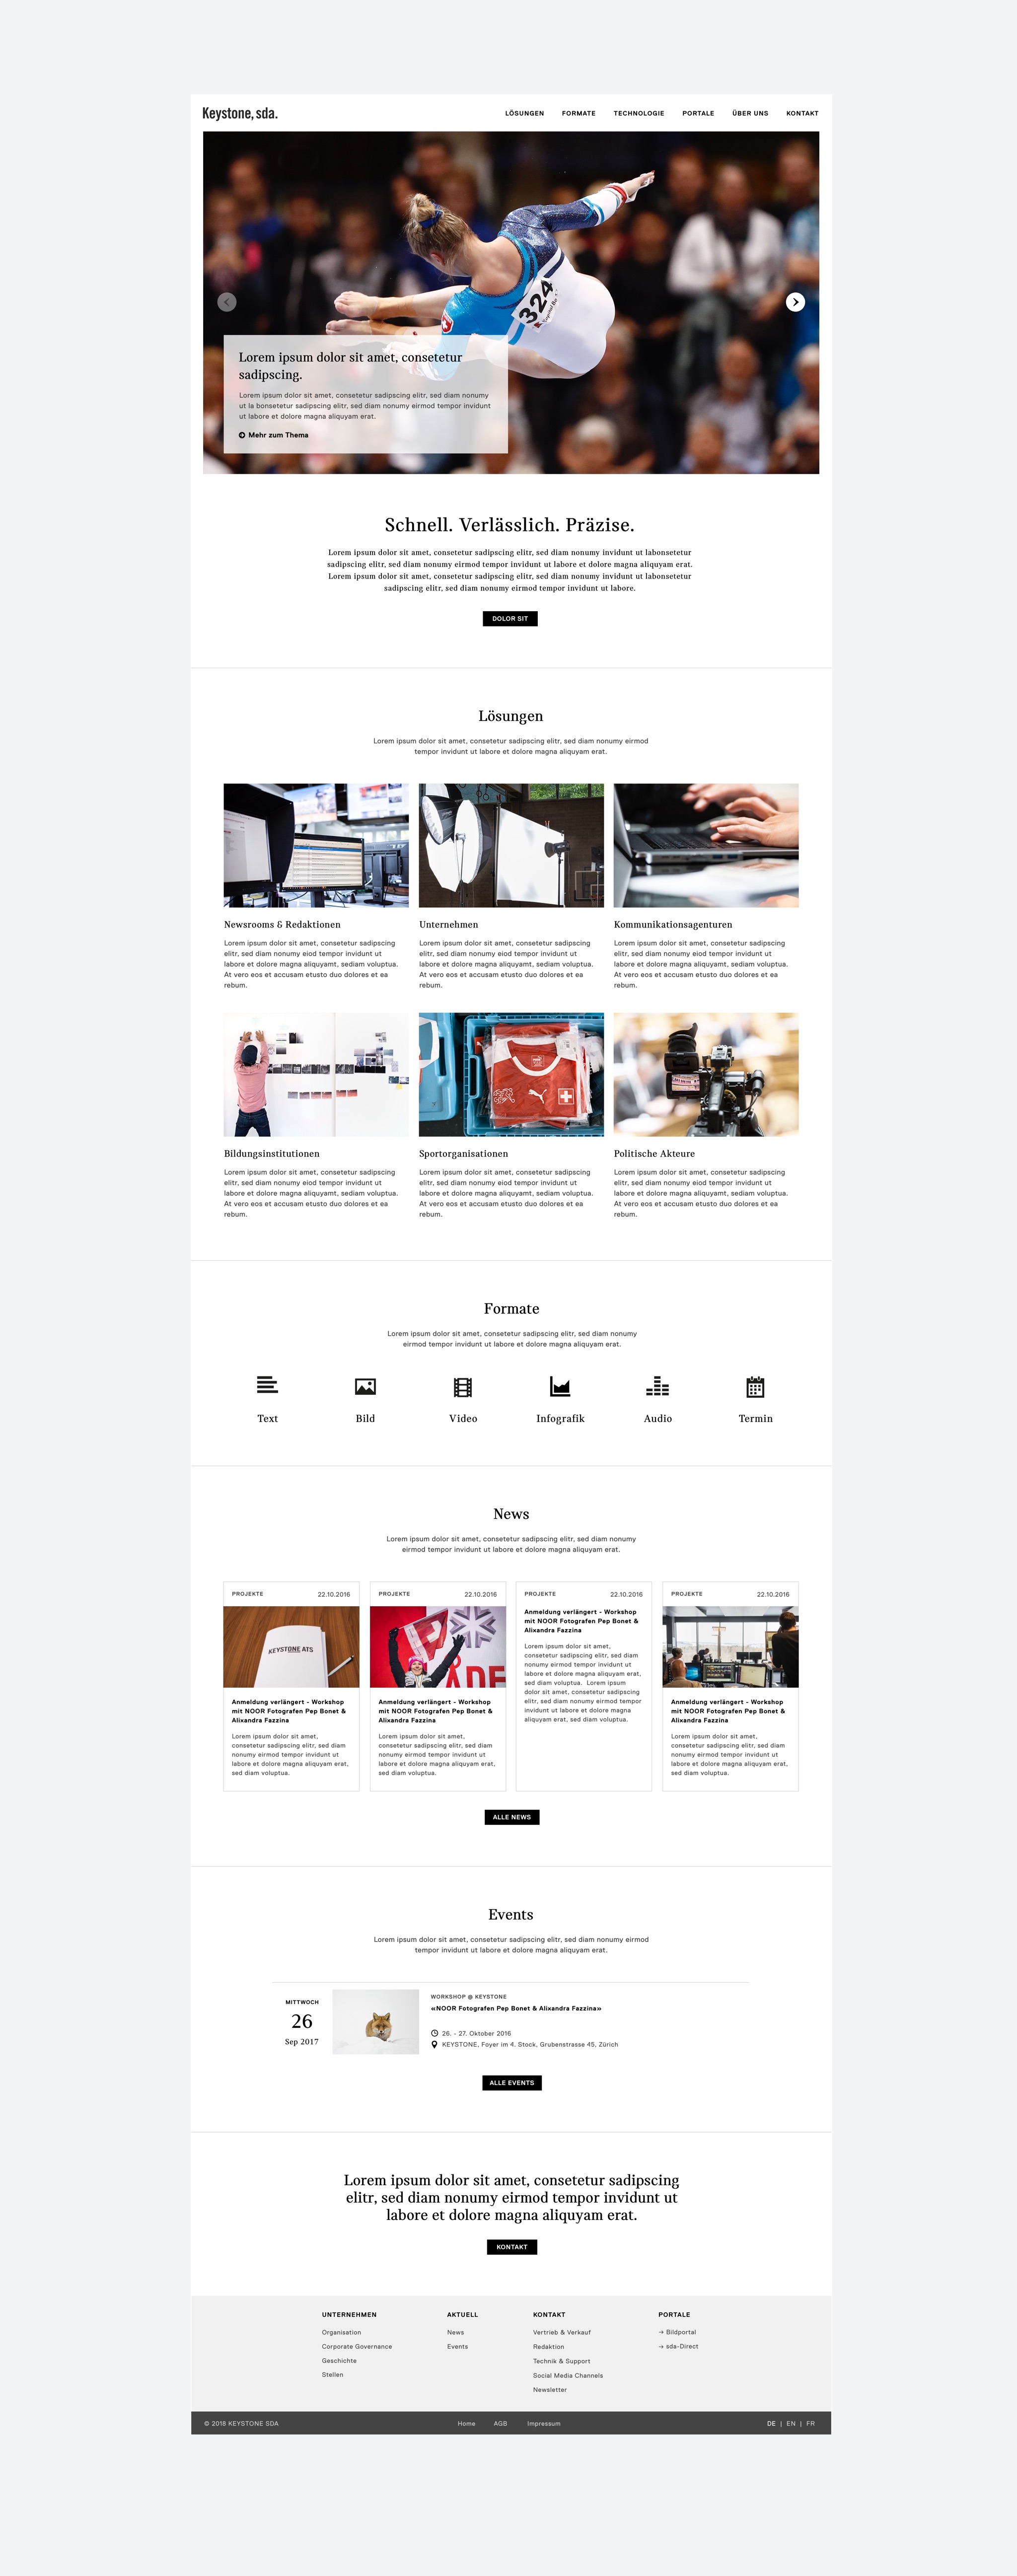 Keystone, sda.
LÖSUNGEN FORMATE TECHNOLOGIE PORTALE ÜBER UNS KONTAKT
324
Lorem ipsum dolor sit amet, consetetur
sadipscing.
Lorem ipsum dolor sit amet, consetetur sadipscing elitr, sed diam nonumy
ut la bonsetetur sadipscing elitr, sed diam nonumy eirmod tempor invidunt
ut labore et dolore magna aliquyam erat.
Mehr zum Thema
Schnell. Verlässlich. Präzise.
Lorem ipsum dolor sit amet, consetetur sadipscing elitr, sed diam nonumy invidunt ut labonsetetur
sadipscing elitr, sed diam nonumy eirmod tempor invidunt ut labore et dolore magna aliquyam erat.
Lorem ipsum dolor sit amet, consetetur sadipscing elitr, sed diam nonumy invidunt ut labonsetetur
sadipscing elitr, sed diam nonumy eirmod tempor invidunt ut labore.
DOLOR SIT
Lösungen
Lorem ipsum dolor sit amet, consetetur sadipscing elitr, sed diam nonumy eirmod
tempor invidunt ut labore et dolore magna aliquyam erat.
Newsrooms & Redaktionen
Lorem ipsum dolor sit amet, consetetur sadipscing
elitr, sed diam nonumy eiod tempor invidunt ut
labore et dolore magna aliquyamt, sediam voluptua.
At vero eos et accusam etusto duo dolores et ea
rebum.
Unternehmen
Lorem ipsum dolor sit amet, consetetur sadipscing
elitr, sed diam nonumy eiod tempor invidunt ut
labore et dolore magna aliquyamt, sediam voluptua.
At vero eos et accusam etusto duo dolores et ea
rebum.
Kommunikationsagenturen
Lorem ipsum dolor sit amet, consetetur sadipscing
elitr, sed diam nonumy eiod tempor invidunt ut
labore et dolore magna aliquyamt, sediam voluptua.
At vero eos et accusam etusto duo dolores et ea
rebum.
Bildungsinstitutionen
Lorem ipsum dolor sit amet, consetetur sadipscing
elitr, sed diam nonumy eiod tempor invidunt ut
labore et dolore magna aliquyamt, sediam voluptua.
At vero eos et accusam etusto duo dolores et ea
rebum.
Sportorganisationen
Lorem ipsum dolor sit amet, consetetur sadipscing
elitr, sed diam nonumy eiod tempor invidunt ut
labore et dolore magna aliquyamt, sediam voluptua.
At vero eos et accusam etusto duo dolores et ea
rebum.
Politische Akteure
Lorem ipsum dolor sit amet, consetetur sadipscing
elitr, sed diam nonumy eiod tempor invidunt ut
labore et dolore magna aliquyamt, sediam voluptua.
At vero eos et accusam etusto duo dolores et ea
rebum.
Formate
Lorem ipsum dolor sit amet, consetetur sadipscing elitr, sed diam nonumy
eirmod tempor invidunt ut labore et dolore magna aliquyam erat.
Text Bild Video Infografik Audio Termin
News
Lorem ipsum dolor sit amet, consetetur sadipscing elitr, sed diam nonumy
eirmod tempor invidunt ut labore et dolore magna aliquyam erat.
PROJEKTE 22.10.2016
KEYSTONE ATS
Anmeldung verlängert - Workshop
mit NOOR Fotografen Pep Bonet &
Alixandra Fazzina
Lorem ipsum dolor sit amet,
consetetur sadipscing elitr, sed diam
nonumy eirmod tempor invidunt ut
labore et dolore magna aliquyam erat,
sed diam voluptua.
PROJEKTE 22.10.2016
Anmeldung verlängert - Workshop
mit NOOR Fotografen Pep Bonet &
Alixandra Fazzina
Lorem ipsum dolor sit amet,
consetetur sadipscing elitr, sed diam
nonumy eirmod tempor invidunt ut
labore et dolore magna aliquyam erat,
sed diam voluptua.
PROJEKTE 22.10.2016
Anmeldung verlängert - Workshop
mit NOOR Fotografen Pep Bonet &
Alixandra Fazzina
Lorem ipsum dolor sit amet,
consetetur sadipscing elitr, sed diam
nonumy eirmod tempor invidunt ut
labore et dolore magna aliquyam erat,
sed diam voluptua. Lorem ipsum
dolor sit amet, consetetur sadipscing
elitr, sed diam nonumy eirmod tempor
invidunt ut labore et dolore magna
aliquyam erat, sed diam voluptua.
PROJEKTE 22.10.2016
Anmeldung verlängert - Workshop
mit NOOR Fotografen Pep Bonet &
Alixandra Fazzina
Lorem ipsum dolor sit amet,
consetetur sadipscing elitr, sed diam
nonumy eirmod tempor invidunt ut
labore et dolore magna aliquyam erat,
sed diam voluptua.
ALLE NEWS
Events
Lorem ipsum dolor sit amet, consetetur sadipscing elitr, sed diam nonumy eirmod
tempor invidunt ut labore et dolore magna aliquyam erat.
MITTWOCH
26
Sep 2017
WORKSHOP @ KEYSTONE
«NOOR Fotografen Pep Bonet & Alixandra Fazzina»
26. - 27. Oktober 2016
KEYSTONE, Foyer im 4. Stock, Grubenstrasse 45, Zürich
ALLE EVENTS
Lorem ipsum dolor sit amet, consetetur sadipscing
elitr, sed diam nonumy eirmod tempor invidunt ut
labore et dolore magna aliquyam erat.
KONTAKT
UNTERNEHMEN
Organisation
Corporate Governance
Geschichte
Stellen
AKTUELL
News
Events
KONTAKT
Vertrieb & Verkauf
Redaktion
Technik & Support
Social Media Channels
Newsletter
PORTALE
→ Bildportal
→ sda-Direct
© 2018 KEYSTONE SDA
Home AGB Impressum
DE | EN | FR